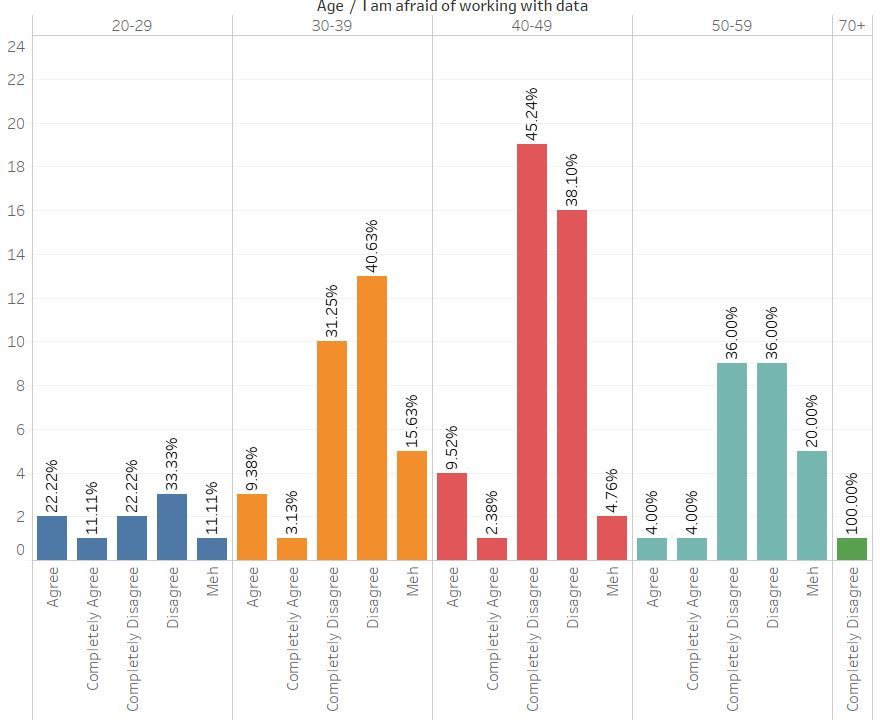 Age / I am afraid of working with data
20-29 30-39 40-49 50-59 70+
24
22
20
18
16
14
12
10
8
6
4
2
0
22.22% 11.11% 22.22% 33.33% 11.11% 9.38% 3.13% 31.25% 40.63% 15.63% 9.52% 2.38% 45.24% 38.10% 4.76% 4.00% 4.00% 36.00% 36.00% 20.00% 100.00%
Agree
Completely Agree
Completely Disagree
Disagree
Meh
Agree
Completely Agree
Completely Disagree
Disagree
Meh
Agree
Completely Agree
Completely Disagree
Disagree
Meh
Agree
Completely Agree
Completely Disagree
Disagree
Meh
Completely Disagree